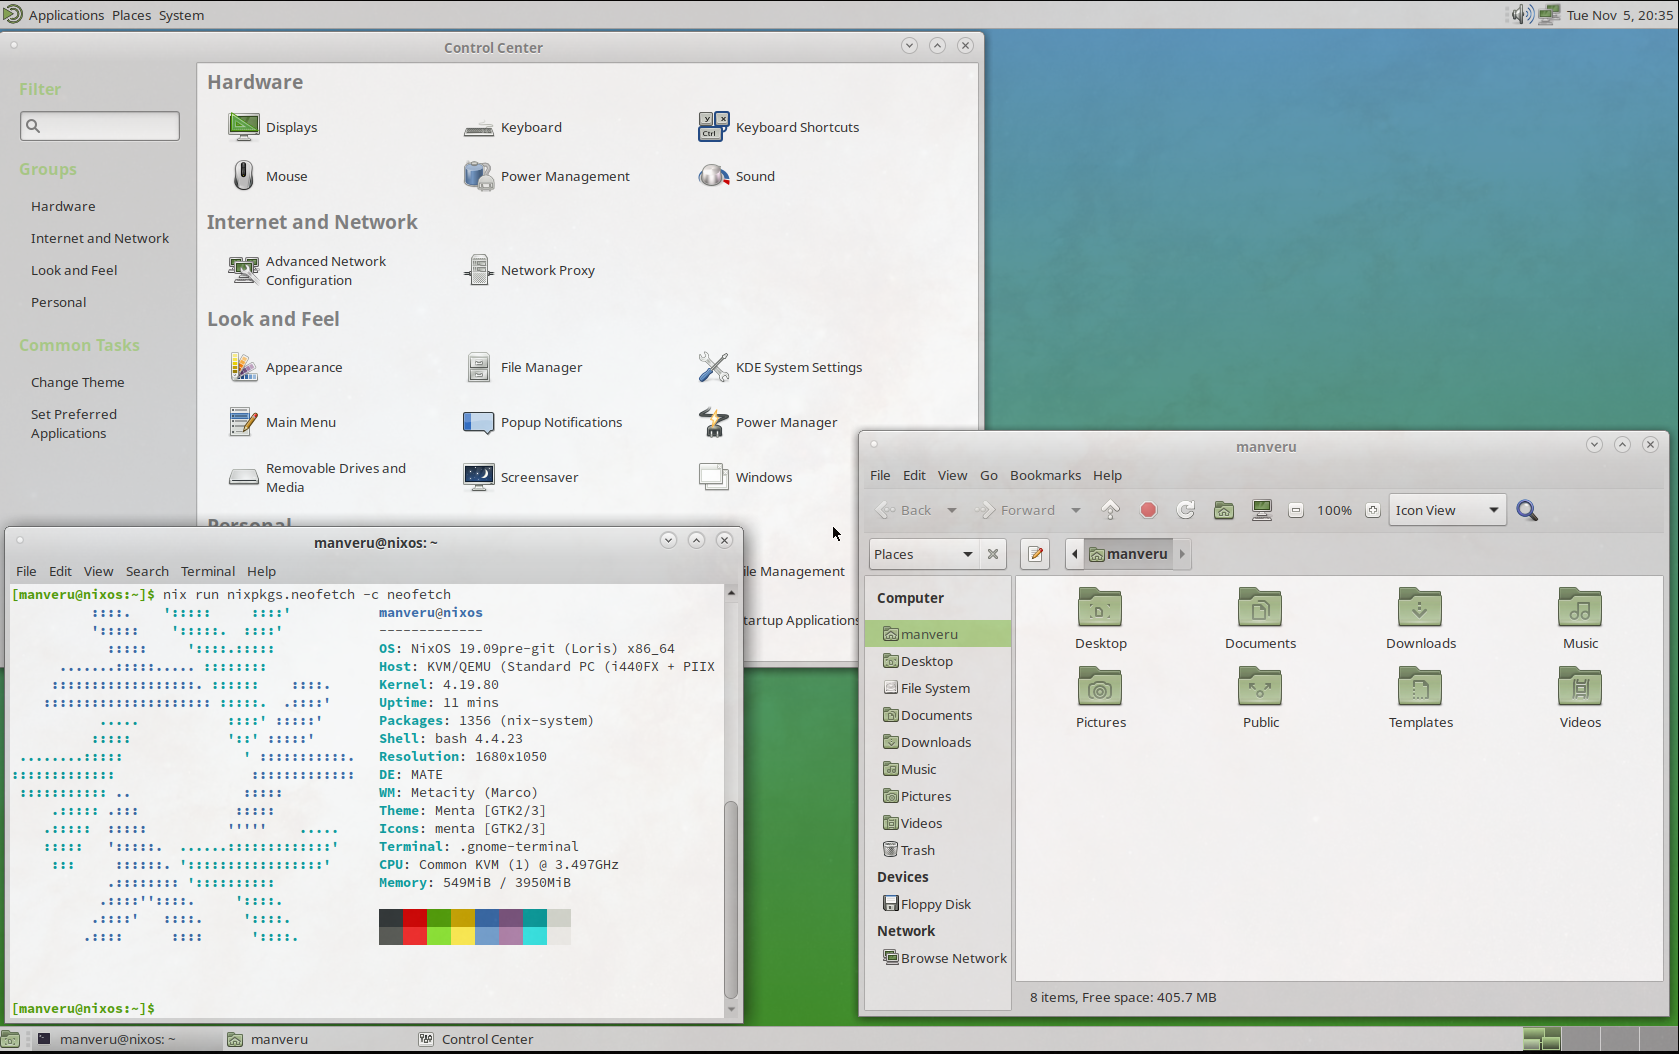 Applications Places System
Tue Nov 5, 20:35
Control Center
Filter
Groups
Hardware
Internet and Network
Look and Feel
Personal
Common Tasks
Change Theme
Set Preferred
Applications
Hardware
Displays
Keyboard
y x
Ctrl
Keyboard Shortcuts
Mouse
Power Management
Sound
Internet and Network
Advanced Network
Configuration
Network Proxy
Look and Feel
Appearance
File Manager
KDE System Settings
Main Menu
Popup Notifications
Power Manager
Removable Drives and
Media
Screensaver
Windows
Personal
ile Management
tartup Applications
manveru@nixos: ~
File Edit View Search Terminal Help
[manveru@nixos:~]$ nix run nixpkgs.neofetch -c neofetch
manveru@nixos
-------------
OS: NixOS 19.09pre-git (Loris) x86_64
Host: KVM/QEMU (Standard PC (i440FX + PIIX
Kernel: 4.19.80
Uptime: 11 mins
Packages: 1356 (nix-system)
Shell: bash 4.4.23
Resolution: 1680x1050
DE: MATE
WM: Metacity (Marco)
Theme: Menta [GTK2/3]
Icons: menta [GTK2/3]
Terminal: .gnome-terminal
CPU: Common KVM (1) @ 3.497GHz
Memory: 549MiB / 3950MiB
[manveru@nixos:~]$
manveru
File Edit View Go Bookmarks Help
Back Forward 100% Icon View
Places manveru
Computer
manveru
Desktop
File System
Documents
Downloads
Music
Pictures
Videos
Trash
Devices
Floppy Disk
Network
Browse Network
Desktop Documents Downloads Music
Pictures Public Templates Videos
8 items, Free space: 405.7 MB
manveru@nixos: ~ manveru Control Center